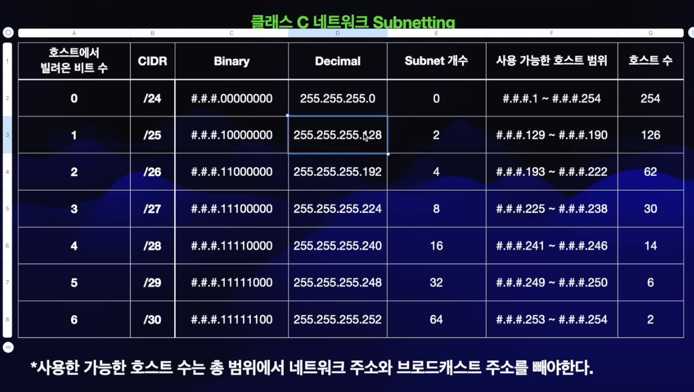 클래스 C 네트워크 Subnetting
A B C D E F G
1 호스트에서 빌려온 비트 수 CIDR Binary Decimal Subnet 개수 사용 가능한 호스트 범위 호스트 수
2 0 /24 #.#.#.00000000 255.255.255.0 0 #.#.#.1 ~ #.#.#.254 254
3 1 /25 #.#.#.10000000 255.255.255.128 2 #.#.#.129 ~ #.#.#.190 126
4 2 /26 #.#.#.11000000 255.255.255.192 4 #.#.#.193 ~ #.#.#.222 62
5 3 /27 #.#.#.11100000 255.255.255.224 8 #.#.#.225 ~ #.#.#.238 30
6 4 /28 #.#.#.11110000 255.255.255.240 16 #.#.#.241 ~ #.#.#.246 14
7 5 /29 #.#.#.11111000 255.255.255.248 32 #.#.#.249 ~ #.#.#.250 6
8 6 /30 #.#.#.11111100 255.255.255.252 64 #.#.#.253 ~ #.#.#.254 2
*사용한 가능한 호스트 수는 총 범위에서 네트워크 주소와 브로드캐스트 주소를 빼야한다.